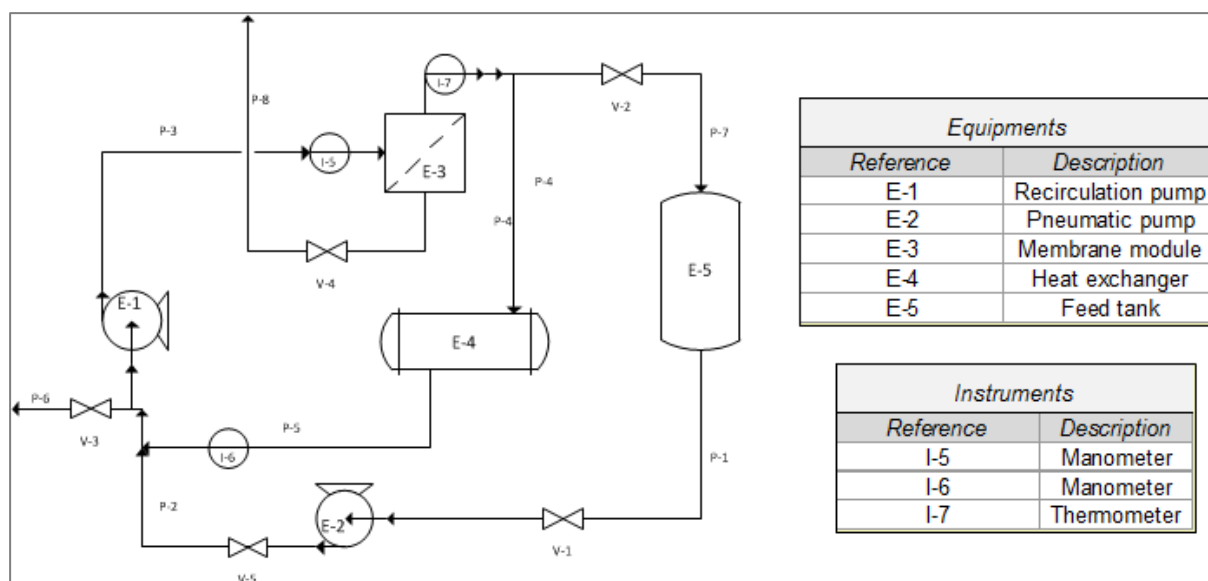 P-8
I-7
P-3
V-2
P-7
I-5
E-3
P-4
P-4
E-5
V-4
E-1
E-4
P-6
V-3
P-5
I-6
P-1
P-2
E-2
V-1
V-5
Equipments
Reference Description
E-1 Recirculation pump
E-2 Pneumatic pump
E-3 Membrane module
E-4 Heat exchanger
E-5 Feed tank
Instruments
Reference Description
I-5 Manometer
I-6 Manometer
I-7 Thermometer